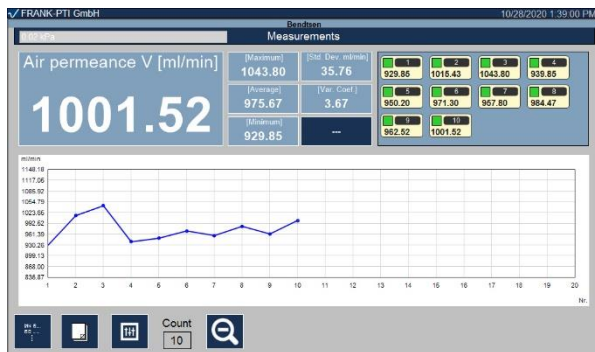 FRANK-PTI GmbH
10/28/2020 1:39:00 PM
Bendtsen
0.02 kPa
Measurements
Air permeance V [ml/min]
1001.52
[Maximum]
1043.80
[Std. Dev. ml/min]
35.76
[Average]
975.67
[Var. Coef.]
3.67
[Minimum]
929.85
---
1 2 3 4
929.85 1015.43 1043.80 939.85
5 6 7 8
950.20 971.30 957.80 984.47
9 10
962.52 1001.52
ml/min
1148.18
1117.05
1085.92
1054.79
1023.65
992.52
961.39
930.26
899.13
868.00
836.87
1 2 3 4 5 6 7 8 9 10 11 12 13 14 15 16 17 18 19 20
Nr.
Count
10